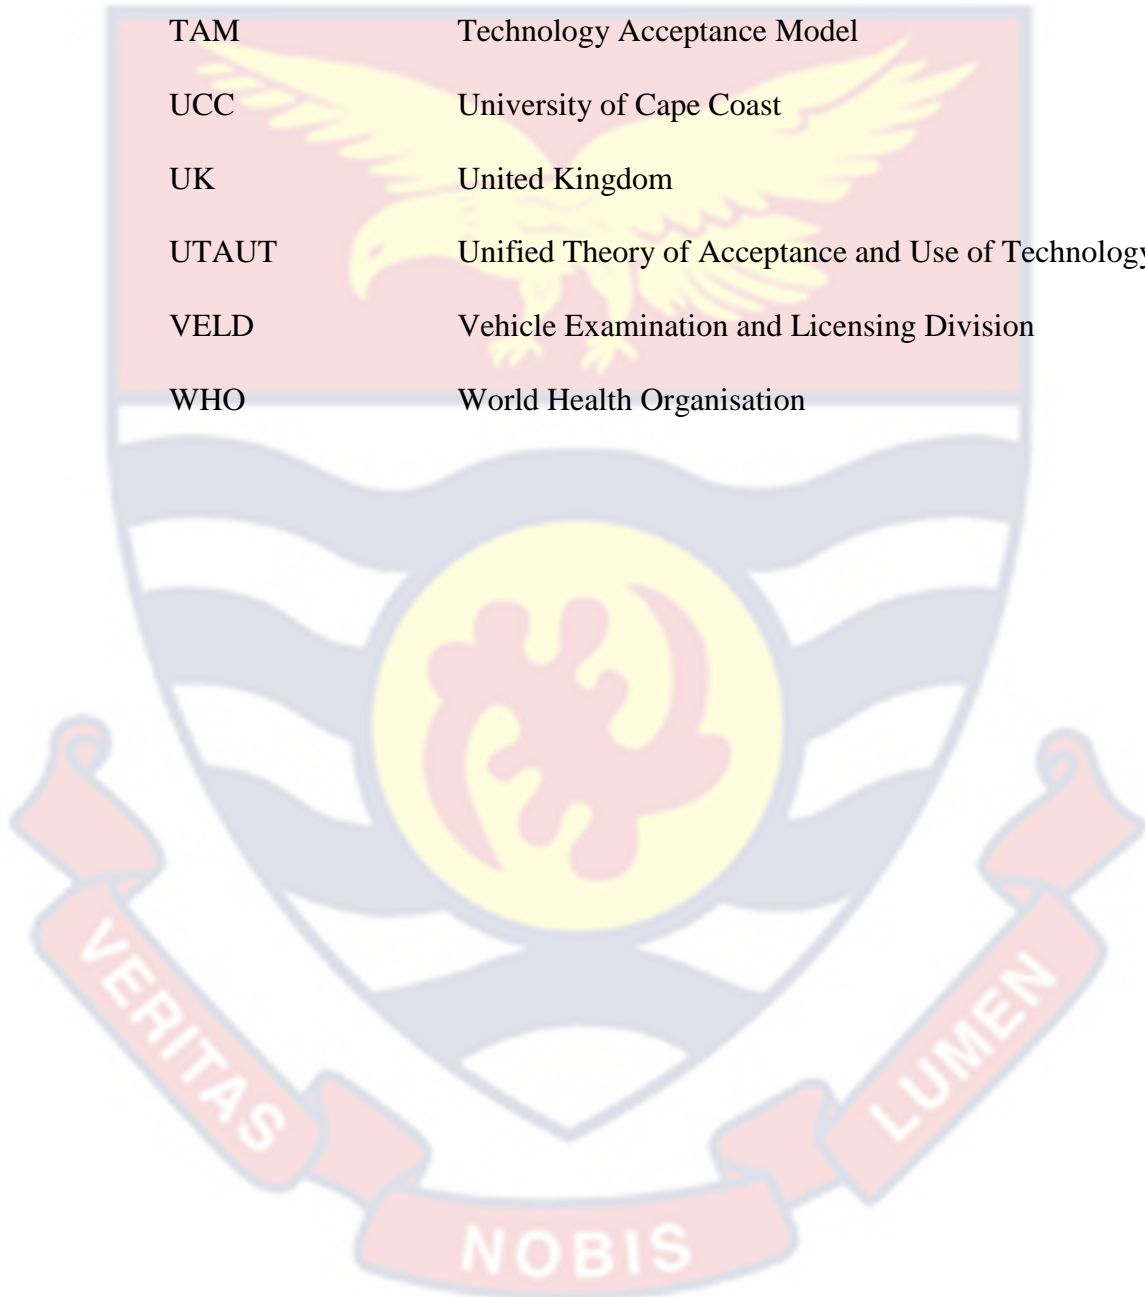 TAM Technology Acceptance Model
UCC University of Cape Coast
UK United Kingdom
UTAUT Unified Theory of Acceptance and Use of Technology
VELD Vehicle Examination and Licensing Division
WHO World Health Organisation
VERITAS
NOBIS
LUMEN